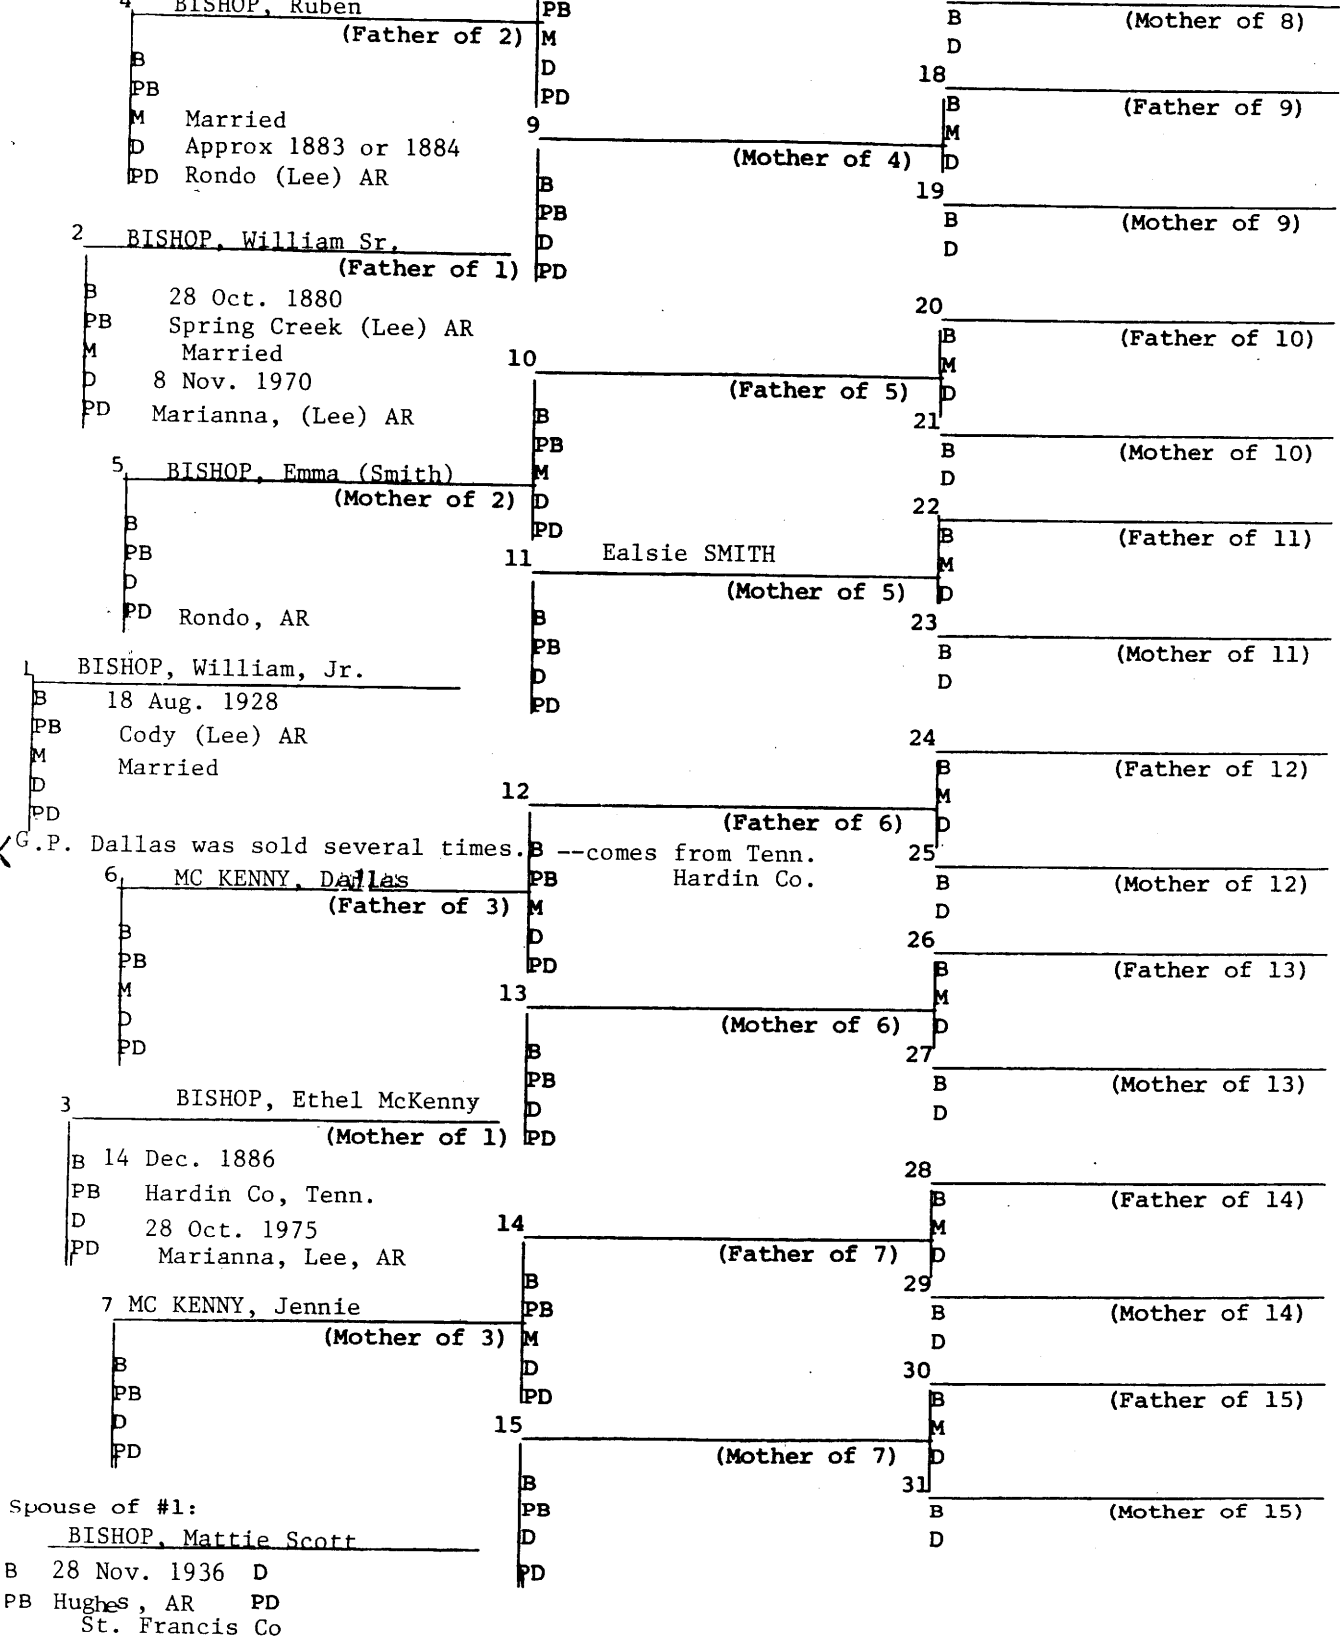 4 BISHOP, Ruben
(Father of 2)
B
PB
M Married
D Approx 1883 or 1884
PD Rondo (Lee) AR
2 BISHOP, William Sr.
(Father of 1)
B 28 Oct. 1880
PB Spring Creek (Lee) AR
M Married
D 8 Nov. 1970
PD Marianna, (Lee) AR
5 BISHOP, Emma (Smith)
(Mother of 2)
B
PB
D
PD Rondo, AR
1 BISHOP, William, Jr.
B 18 Aug. 1928
PB Cody (Lee) AR
M Married
D
PD
G.P. Dallas was sold several times. --comes from Tenn.
Hardin Co.
6 MC KENNY, Dallas
(Father of 3)
B
PB
M
D
PD
3 BISHOP, Ethel McKenny
(Mother of 1)
B 14 Dec. 1886
PB Hardin Co, Tenn.
D 28 Oct. 1975
PD Marianna, Lee, AR
7 MC KENNY, Jennie
(Mother of 3)
B
PB
D
PD
Spouse of #1:
BISHOP, Mattie Scott
B 28 Nov. 1936 D
PB Hughes, AR PD
St. Francis Co
PB
M
D
PD
9
(Mother of 4)
B
PB
D
PD
10
(Father of 5)
B
PB
M
D
PD
11 Ealsie SMITH
(Mother of 5)
B
PB
D
PD
12
(Father of 6)
B
PB
M
D
PD
13
(Mother of 6)
B
PB
D
PD
14
(Father of 7)
B
PB
M
D
PD
15
(Mother of 7)
B
PB
D
PD
(Mother of 8)
B
D
18
(Father of 9)
B
M
D
19
(Mother of 9)
B
D
20
(Father of 10)
B
M
D
21
(Mother of 10)
B
D
22
(Father of 11)
B
M
D
23
(Mother of 11)
B
D
24
(Father of 12)
B
M
D
25
(Mother of 12)
B
D
26
(Father of 13)
B
M
D
27
(Mother of 13)
B
D
28
(Father of 14)
B
M
D
29
(Mother of 14)
B
D
30
(Father of 15)
B
M
D
31
(Mother of 15)
B
D